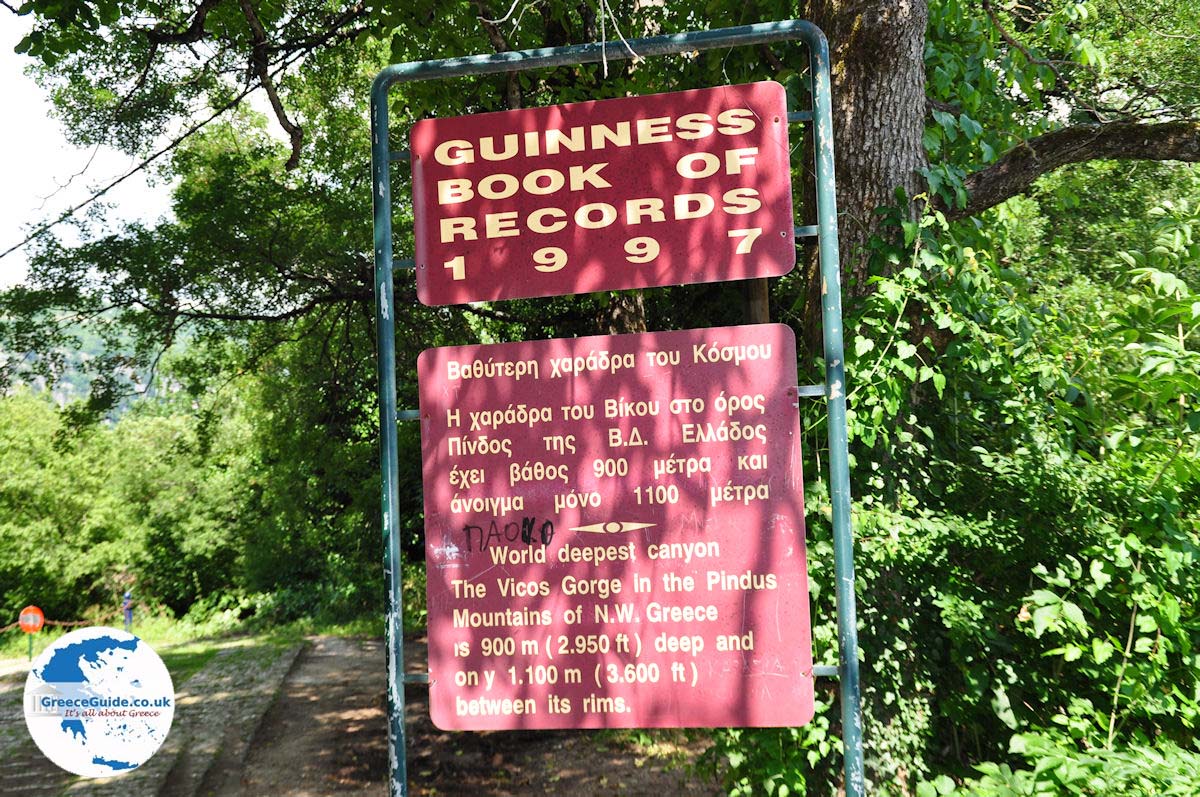 GUINNESS
BOOK OF
RECORDS
1 9 9 7
Βαθύτερη χαράδρα του Κόσμου
Η χαράδρα του Βίκου στο όρος
Πίνδος της Β.Δ. Ελλάδος
έχει βάθος 900 μέτρα και
άνοιγμα μόνο 1100 μέτρα
ΠΑΟΚ
World deepest canyon
The Vicos Gorge In the Pindus
Mountains of N.W. Greece
is 900 m ( 2.950 ft ) deep and
on y 1.100 m ( 3.600 ft )
between its rims.
GreeceGuide.co.uk
It's all about Greece